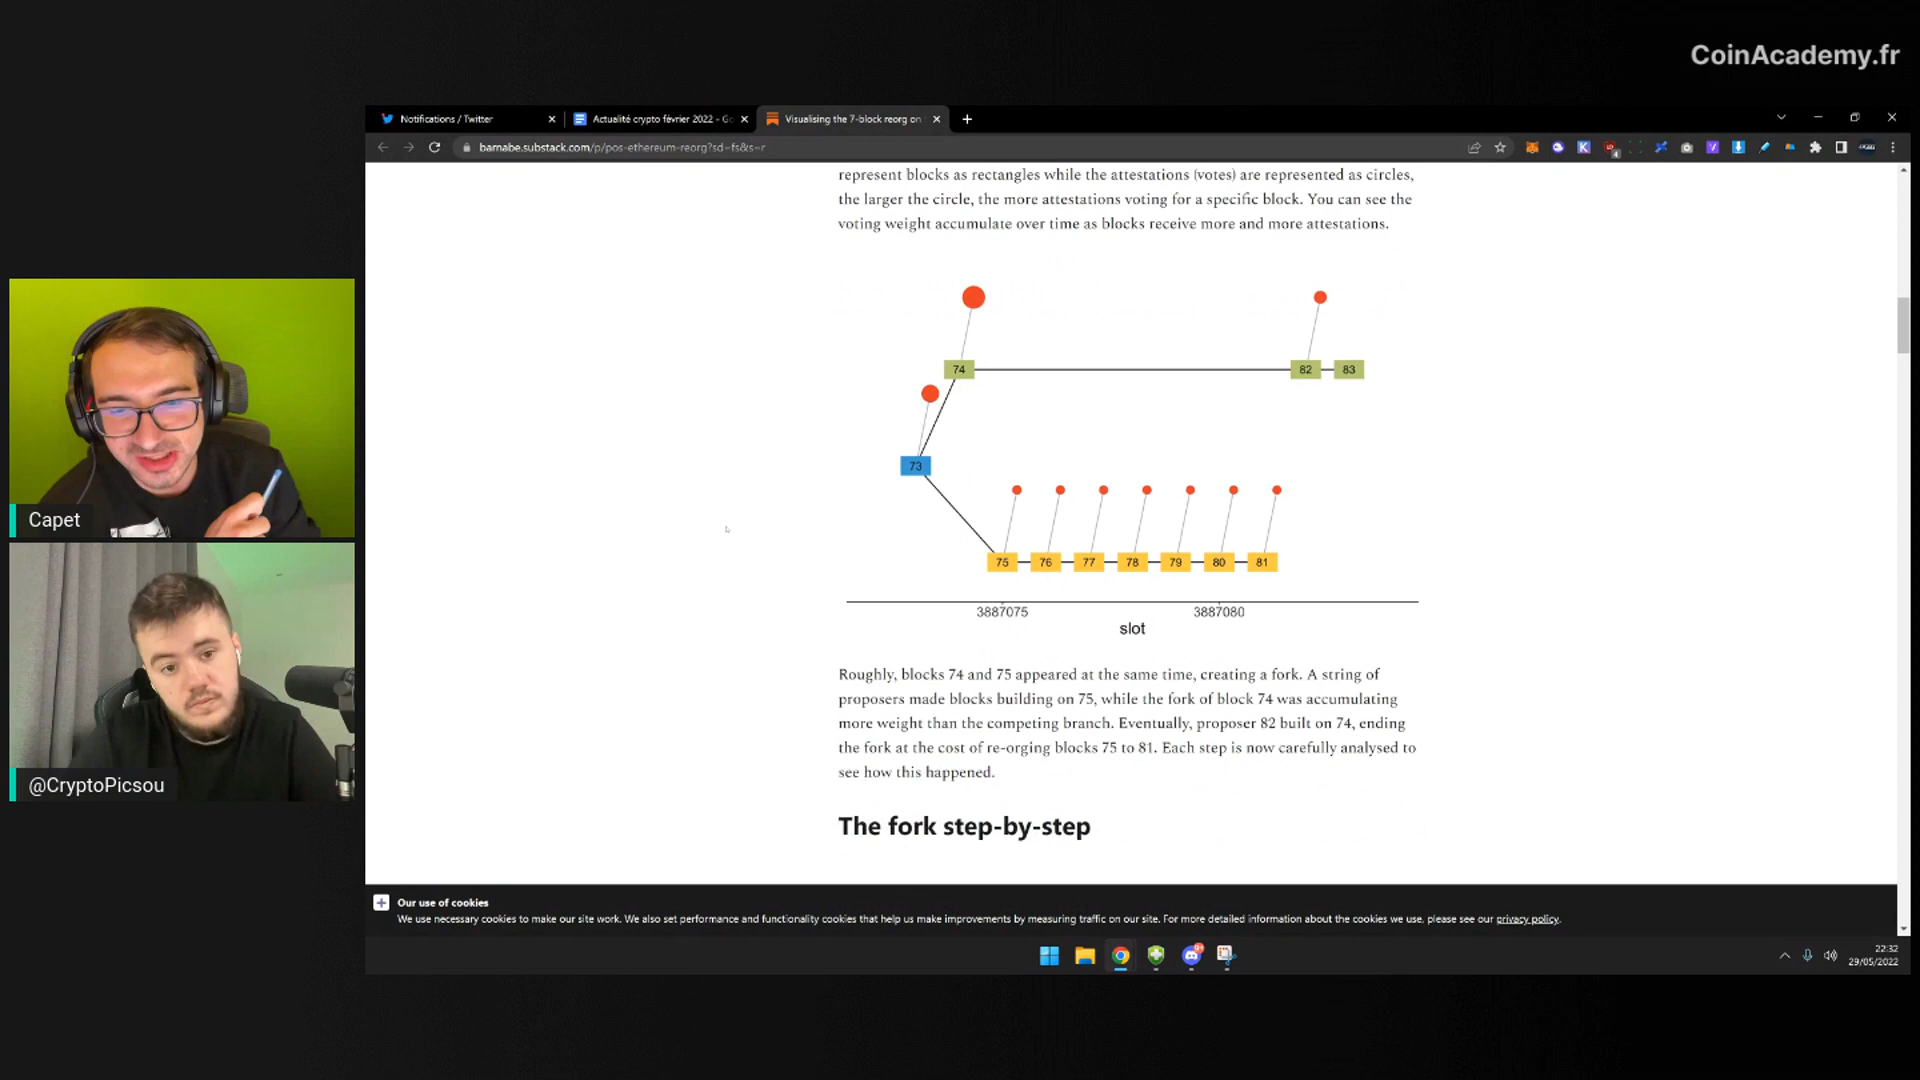 CoinAcademy.fr
Notifications / Twitter
Actualité crypto février 2022 - Go
Visualising the 7-block reorg on
barnabe.substack.com/p/pos-ethereum-reorg?sd=fs&s=r
represent blocks as rectangles while the attestations (votes) are represented as circles,
the larger the circle, the more attestations voting for a specific block. You can see the
voting weight accumulate over time as blocks receive more and more attestations.
74
82
83
73
75
76
77
78
79
80
81
3887075
3887080
slot
Roughly, blocks 74 and 75 appeared at the same time, creating a fork. A string of
proposers made blocks building on 75, while the fork of block 74 was accumulating
more weight than the competing branch. Eventually, proposer 82 built on 74, ending
the fork at the cost of re-orging blocks 75 to 81. Each step is now carefully analysed to
see how this happened.
The fork step-by-step
Capet
@CryptoPicsou
Our use of cookies
We use necessary cookies to make our site work. We also set performance and functionality cookies that help us make improvements by measuring traffic on our site. For more detailed information about the cookies we use, please see our privacy policy.
22:32
29/05/2022